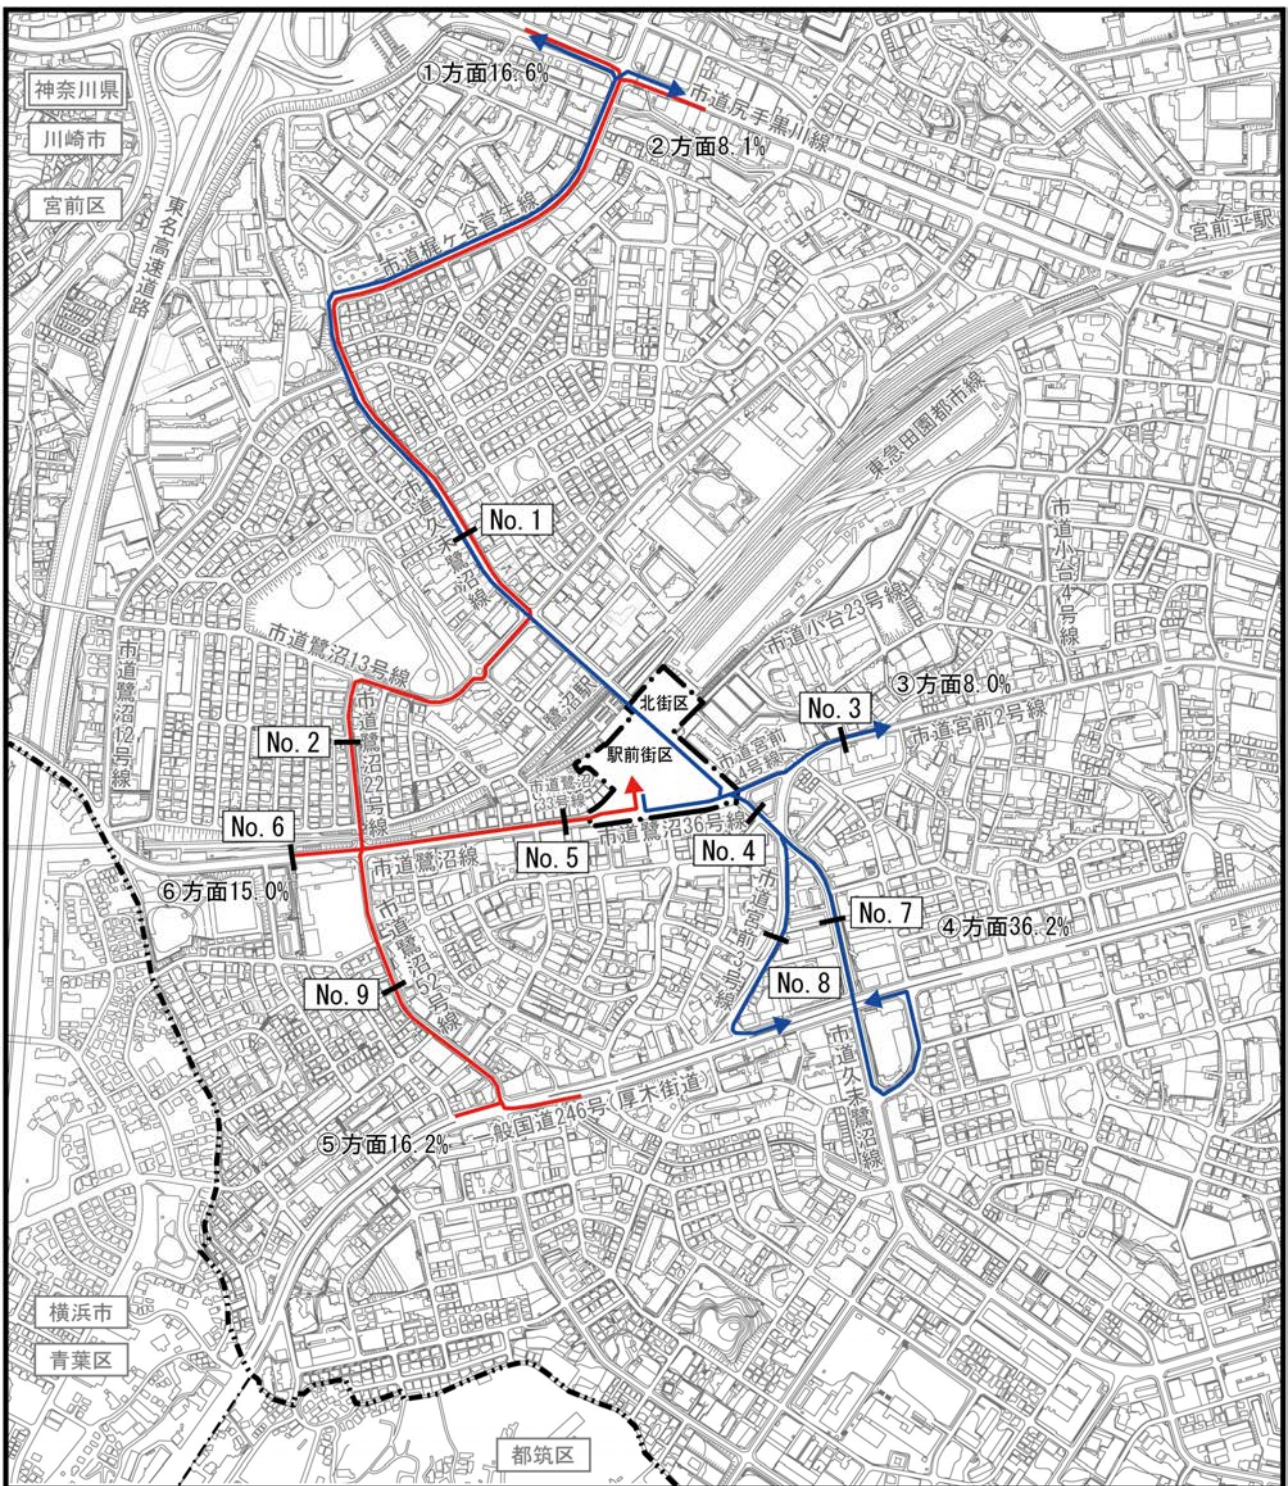 ①方面16.6%
神奈川県
市道尻手黒川線
川崎市
②方面8.1%
宮前区
東名高速道路
市道梶ケ谷菅生線
宮前平駅
東急田園都市線
市道久末鷺沼線
No. 1
市道小台4号線
市道小台23号線
市道鷺沼13号線
市道鷺沼12号線
鷺沼駅
③方面8.0%
北街区
No. 3
市道宮前2号線
No. 2
市道鷺沼22号線
駅前街区
市道宮前
4号線
市道鷺沼
33号線
No. 6
市道鷺沼36号線
市道鷺沼線
No. 5
No. 4
⑥方面15.0%
市道宮前3号線
No. 7
④方面36.2%
市道鷺沼52号線
No. 8
No. 9
市道久末鷺沼線
一般国道246号(厚木街道)
⑤方面16.2%
横浜市
青葉区
都筑区